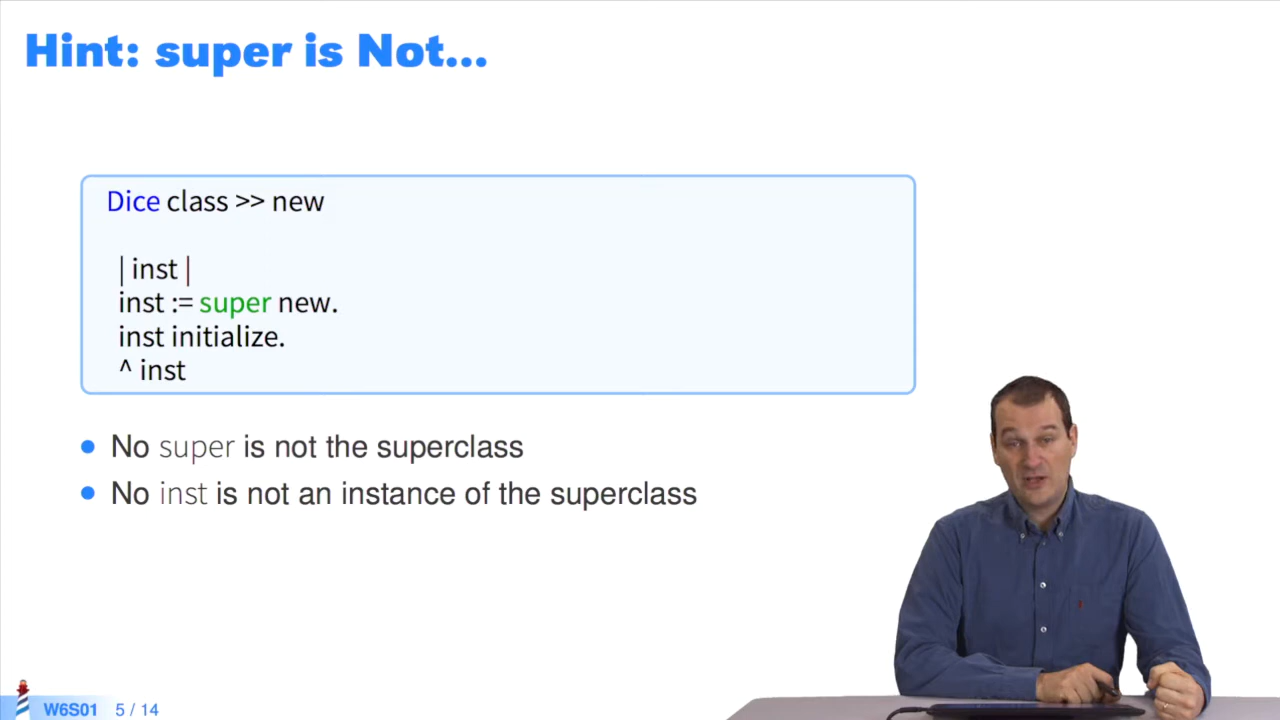 Hint: super is Not...
Dice class >> new
| inst |
inst := super new.
inst initialize.
^ inst
No super is not the superclass
No inst is not an instance of the superclass
W6S01 5 / 14